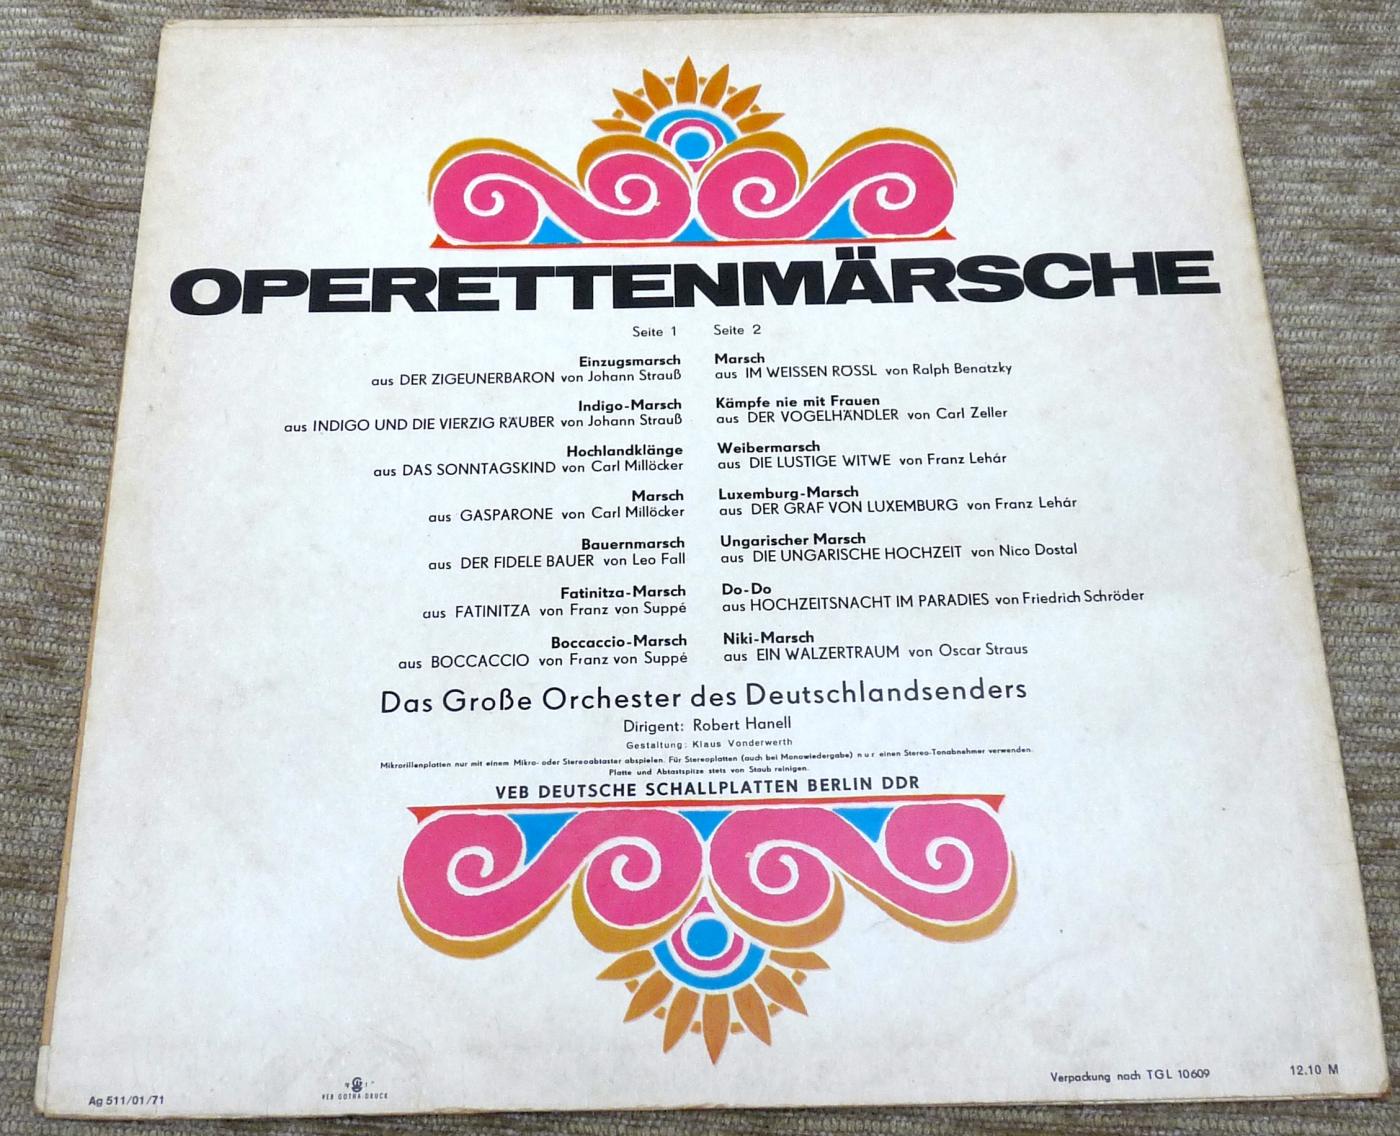 OPERETTENMÄRSCHE
Seite 1
Einzugsmarsch
aus DER ZIGEUNERBARON von Johann Strauß
Indigo-Marsch
aus INDIGO UND DIE VIERZIG RÄUBER von Johann Strauß
Hochlandklänge
aus DAS SONNTAGSKIND von Carl Millöcker
Marsch
aus GASPARONE von Carl Millöcker
Bauernmarsch
aus DER FIDELE BAUER von Leo Fall
Fatinitza-Marsch
aus FATINITZA von Franz von Suppé
Boccaccio-Marsch
aus BOCCACCIO von Franz von Suppé
Seite 2
Marsch
aus IM WEISSEN RÖSSL von Ralph Benatzky
Kämpfe nie mit Frauen
aus DER VOGELHÄNDLER von Carl Zeller
Weibermarsch
aus DIE LUSTIGE WITWE von Franz Lehár
Luxemburg-Marsch
aus DER GRAF VON LUXEMBURG von Franz Lehár
Ungarischer Marsch
aus DIE UNGARISCHE HOCHZEIT von Nico Dostal
Do-Do
aus HOCHZEITSNACHT IM PARADIES von Friedrich Schröder
Niki-Marsch
aus EIN WALZERTRAUM von Oscar Straus
Das Große Orchester des Deutschlandsenders
Dirigent: Robert Hanell
Gestaltung: Klaus Vonderwerth
Mikrorillenplatten nur mit einem Mikro- oder Stereoabtaster abspielen. Für Stereoplatten (auch bei Monowiedergabe) nur einen Stereo-Tonabnehmer verwenden.
Platte und Abtastspitze stets von Staub reinigen.
VEB DEUTSCHE SCHALLPLATTEN BERLIN DDR
Ag 511/01/71
VEB GOTHA-DRUCK
Verpackung nach TGL 10609
12.10 M